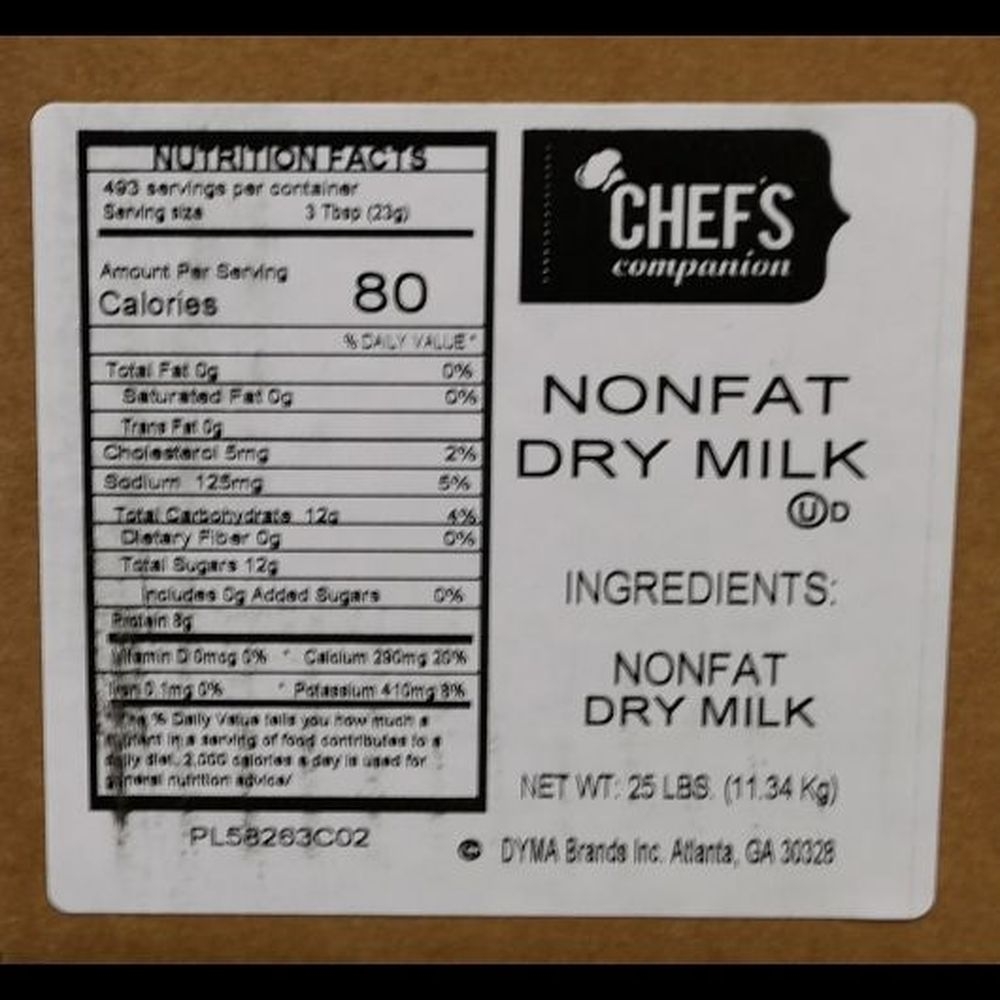 NUTRITION FACTS
493 servings per container
Serving size 3 Tbsp (23g)
Amount Per Serving
Calories 80
% DAILY VALUE*
Total Fat 0g 0%
Saturated Fat 0g 0%
Trans Fat 0g
Cholesterol 5mg 2%
Sodium 125mg 5%
Total Carbohydrate 12g 4%
Dietary Fiber 0g 0%
Total Sugars 12g
Includes 0g Added Sugars 0%
Protein 8g
Vitamin D 0mcg 0% * Calcium 290mg 20%
Iron 0.1mg 0% * Potassium 410mg 8%
*The % Daily Value tells you how much a
nutrient in a serving of food contributes to a
daily diet. 2,000 calories a day is used for
general nutrition advice/
PL58263C02
CHEF'S
companion
NONFAT
DRY MILK
U D
INGREDIENTS:
NONFAT
DRY MILK
NET WT: 25 LBS. (11.34 Kg)
© DYMA Brands Inc. Atlanta, GA 30328